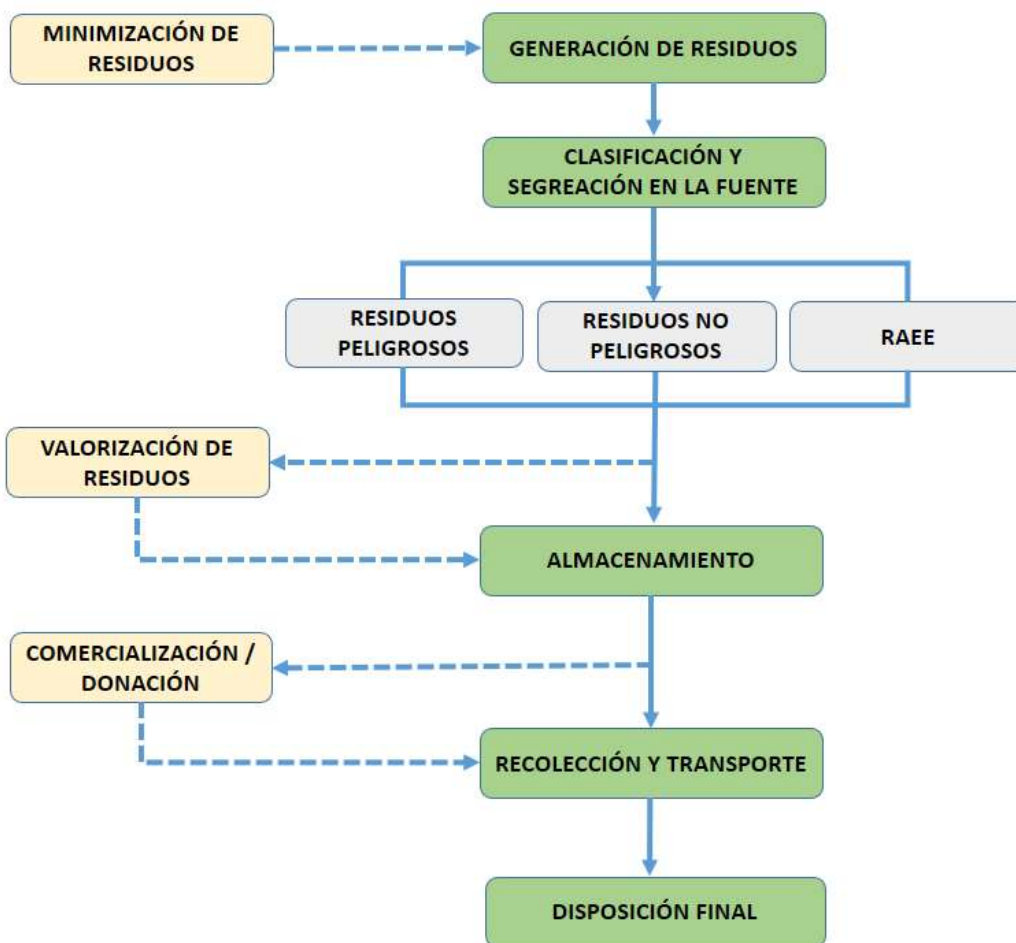 MINIMIZACIÓN DE
RESIDUOS
GENERACIÓN DE RESIDUOS
CLASIFICACIÓN Y
SEGREACIÓN EN LA FUENTE
RESIDUOS
PELIGROSOS
RESIDUOS NO
PELIGROSOS
RAEE
VALORIZACIÓN DE
RESIDUOS
ALMACENAMIENTO
COMERCIALIZACIÓN /
DONACIÓN
RECOLECCIÓN Y TRANSPORTE
DISPOSICIÓN FINAL